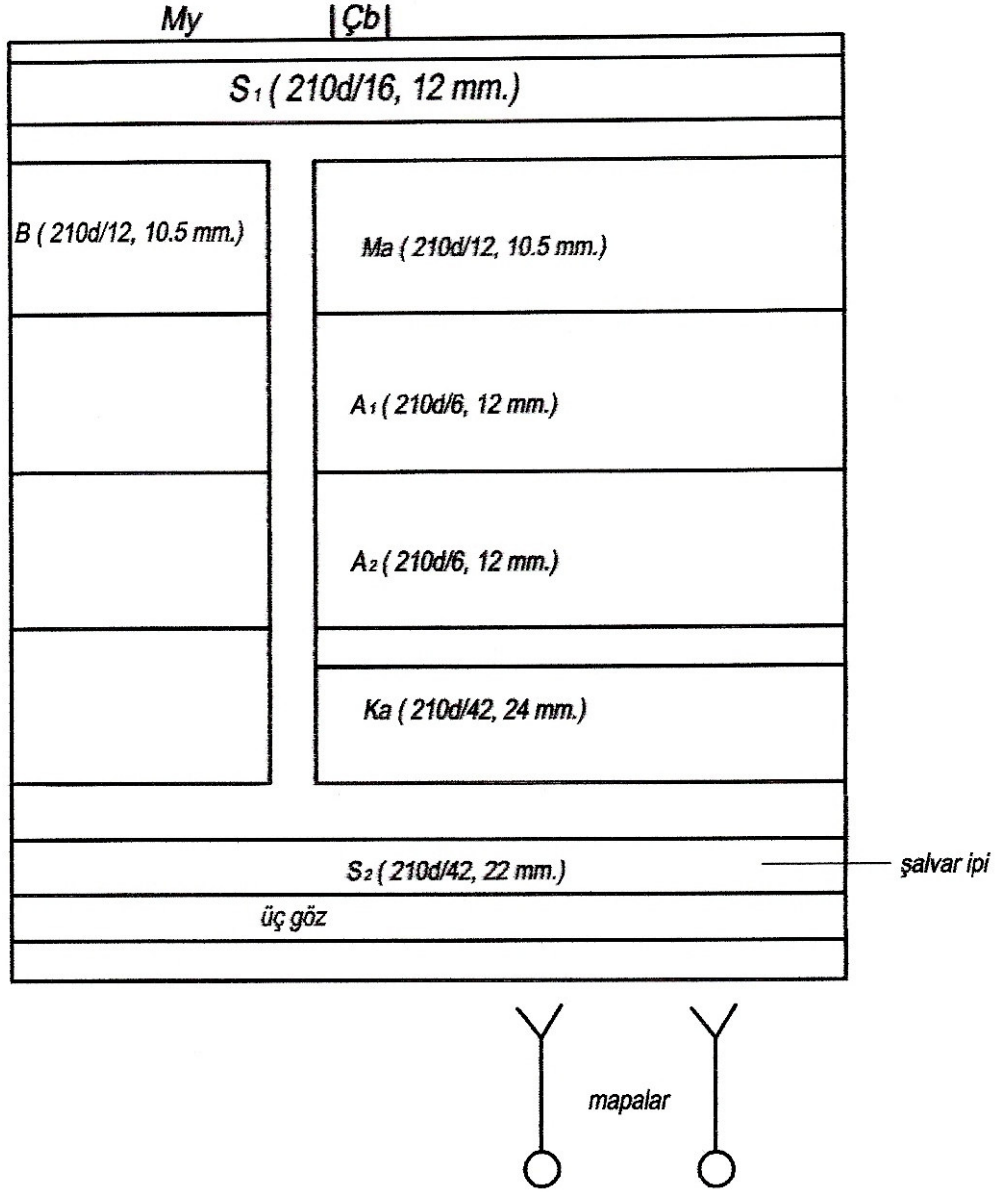 My |Çb|
S₁ ( 210d/16, 12 mm.)
B ( 210d/12, 10.5 mm.)
Ma ( 210d/12, 10.5 mm.)
A₁ ( 210d/6, 12 mm.)
A₂ ( 210d/6, 12 mm.)
Ka ( 210d/42, 24 mm.)
S₂ ( 210d/42, 22 mm.)
şalvar ipi
üç göz
mapalar